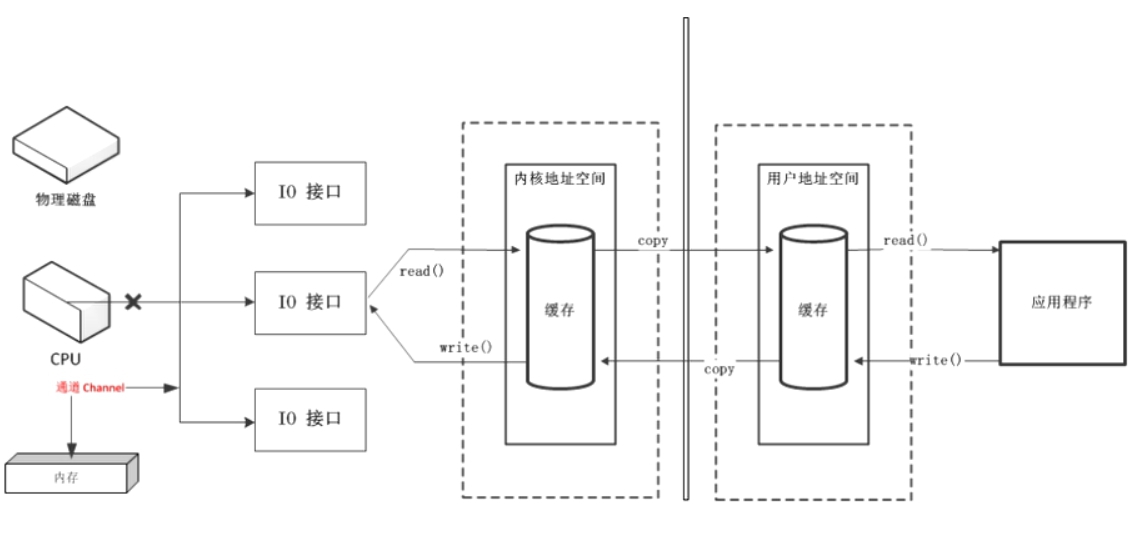 物理磁盘
CPU
通道 Channel
内存
IO 接口
IO 接口
IO 接口
read()
write()
内核地址空间
缓存
copy
copy
用户地址空间
缓存
read()
write()
应用程序